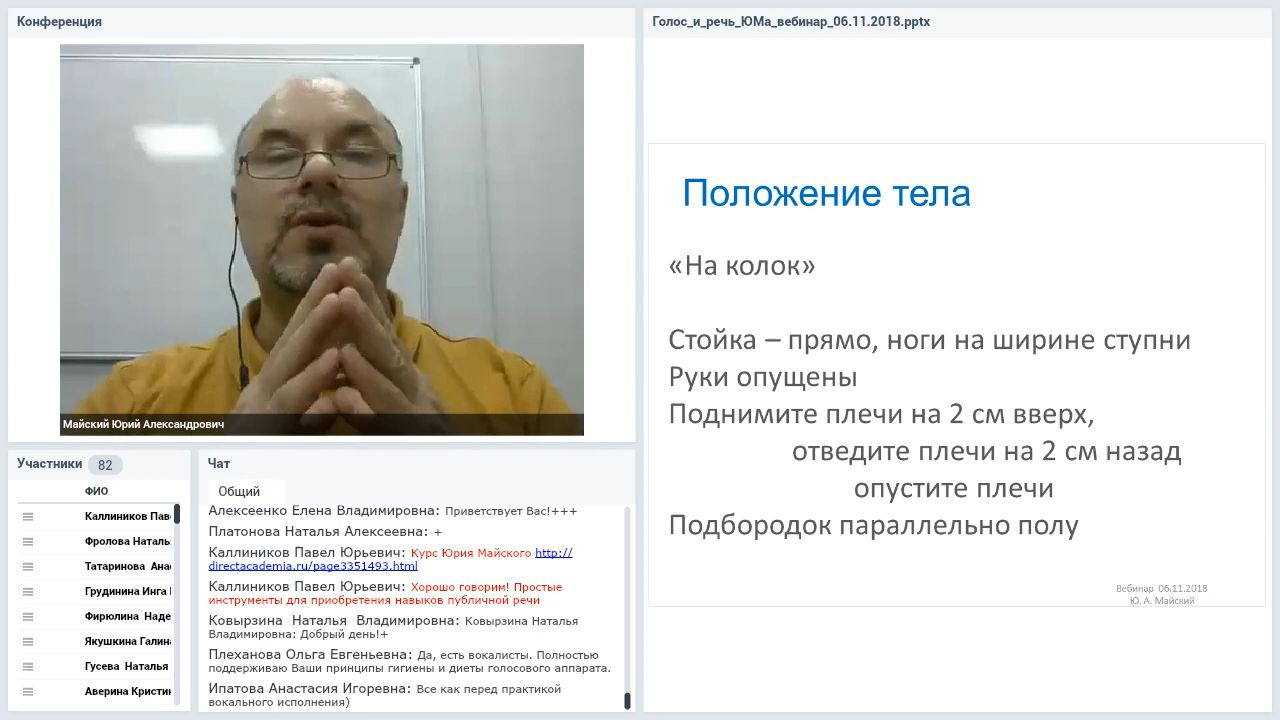 Конференция
Майский Юрий Александрович
Участники 82
ФИО
Каллиников
Фролова
Татаринова
Грудинина Инга
Фирюлина
Якушкина
Гусева Наталья
Аверина
Чат
Общий
Алексеенко Елена Владимировна: Приветствует Вас!+++
Платонова Наталья Алексеевна: +
Каллиников Павел Юрьевич: Курс Юрия Майского http://
directacademia.ru/page3351493.html
Каллиников Павел Юрьевич: Хорошо говорим! Простые
инструменты для приобретения навыков публичной речи
Ковырзина Наталья Владимировна: Ковырзина Наталья
Владимировна: Добрый день!+
Плеханова Ольга Евгеньевна: Да, есть вокалисты. Полностью
поддерживаю Ваши принципы гигиены и диеты голосового аппарата.
Ипатова Анастасия Игоревна: Все как перед практикой
вокального исполнения)
Голос_и_речь_ЮМа_вебинар_06.11.2018.pptx
Положение тела
«На колок»
Стойка – прямо, ноги на ширине ступни
Руки опущены
Поднимите плечи на 2 см вверх,
отведите плечи на 2 см назад
опустите плечи
Подбородок параллельно полу
Вебинар 06.11.2018
Ю. А. Майский